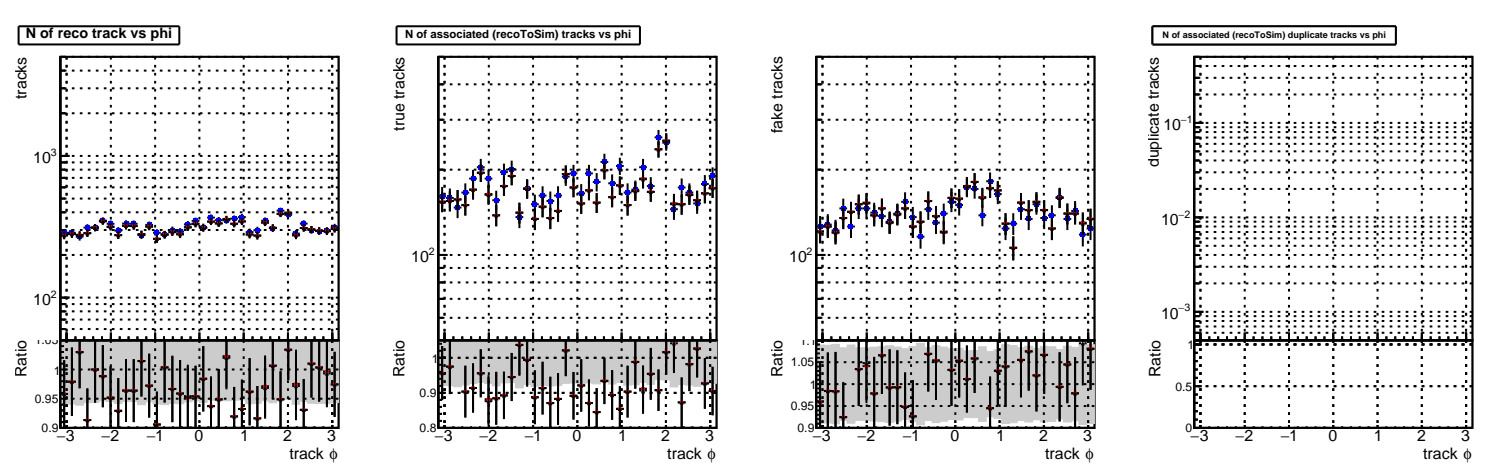 N of reco track vs phi
tracks
10³
10²
Ratio
1.05
1
0.95
0.9
−3 −2 −1 0 1 2 3
track ϕ
N of associated (recoToSim) tracks vs phi
true tracks
10²
Ratio
1
0.9
0.8
−3 −2 −1 0 1 2 3
track ϕ
fake tracks
10²
Ratio
1.1
1.05
1
0.95
0.9
−3 −2 −1 0 1 2 3
track ϕ
N of associated (recoToSim) duplicate tracks vs phi
duplicate tracks
10⁻¹
10⁻²
10⁻³
Ratio
1
0.5
0
−3 −2 −1 0 1 2 3
track ϕ